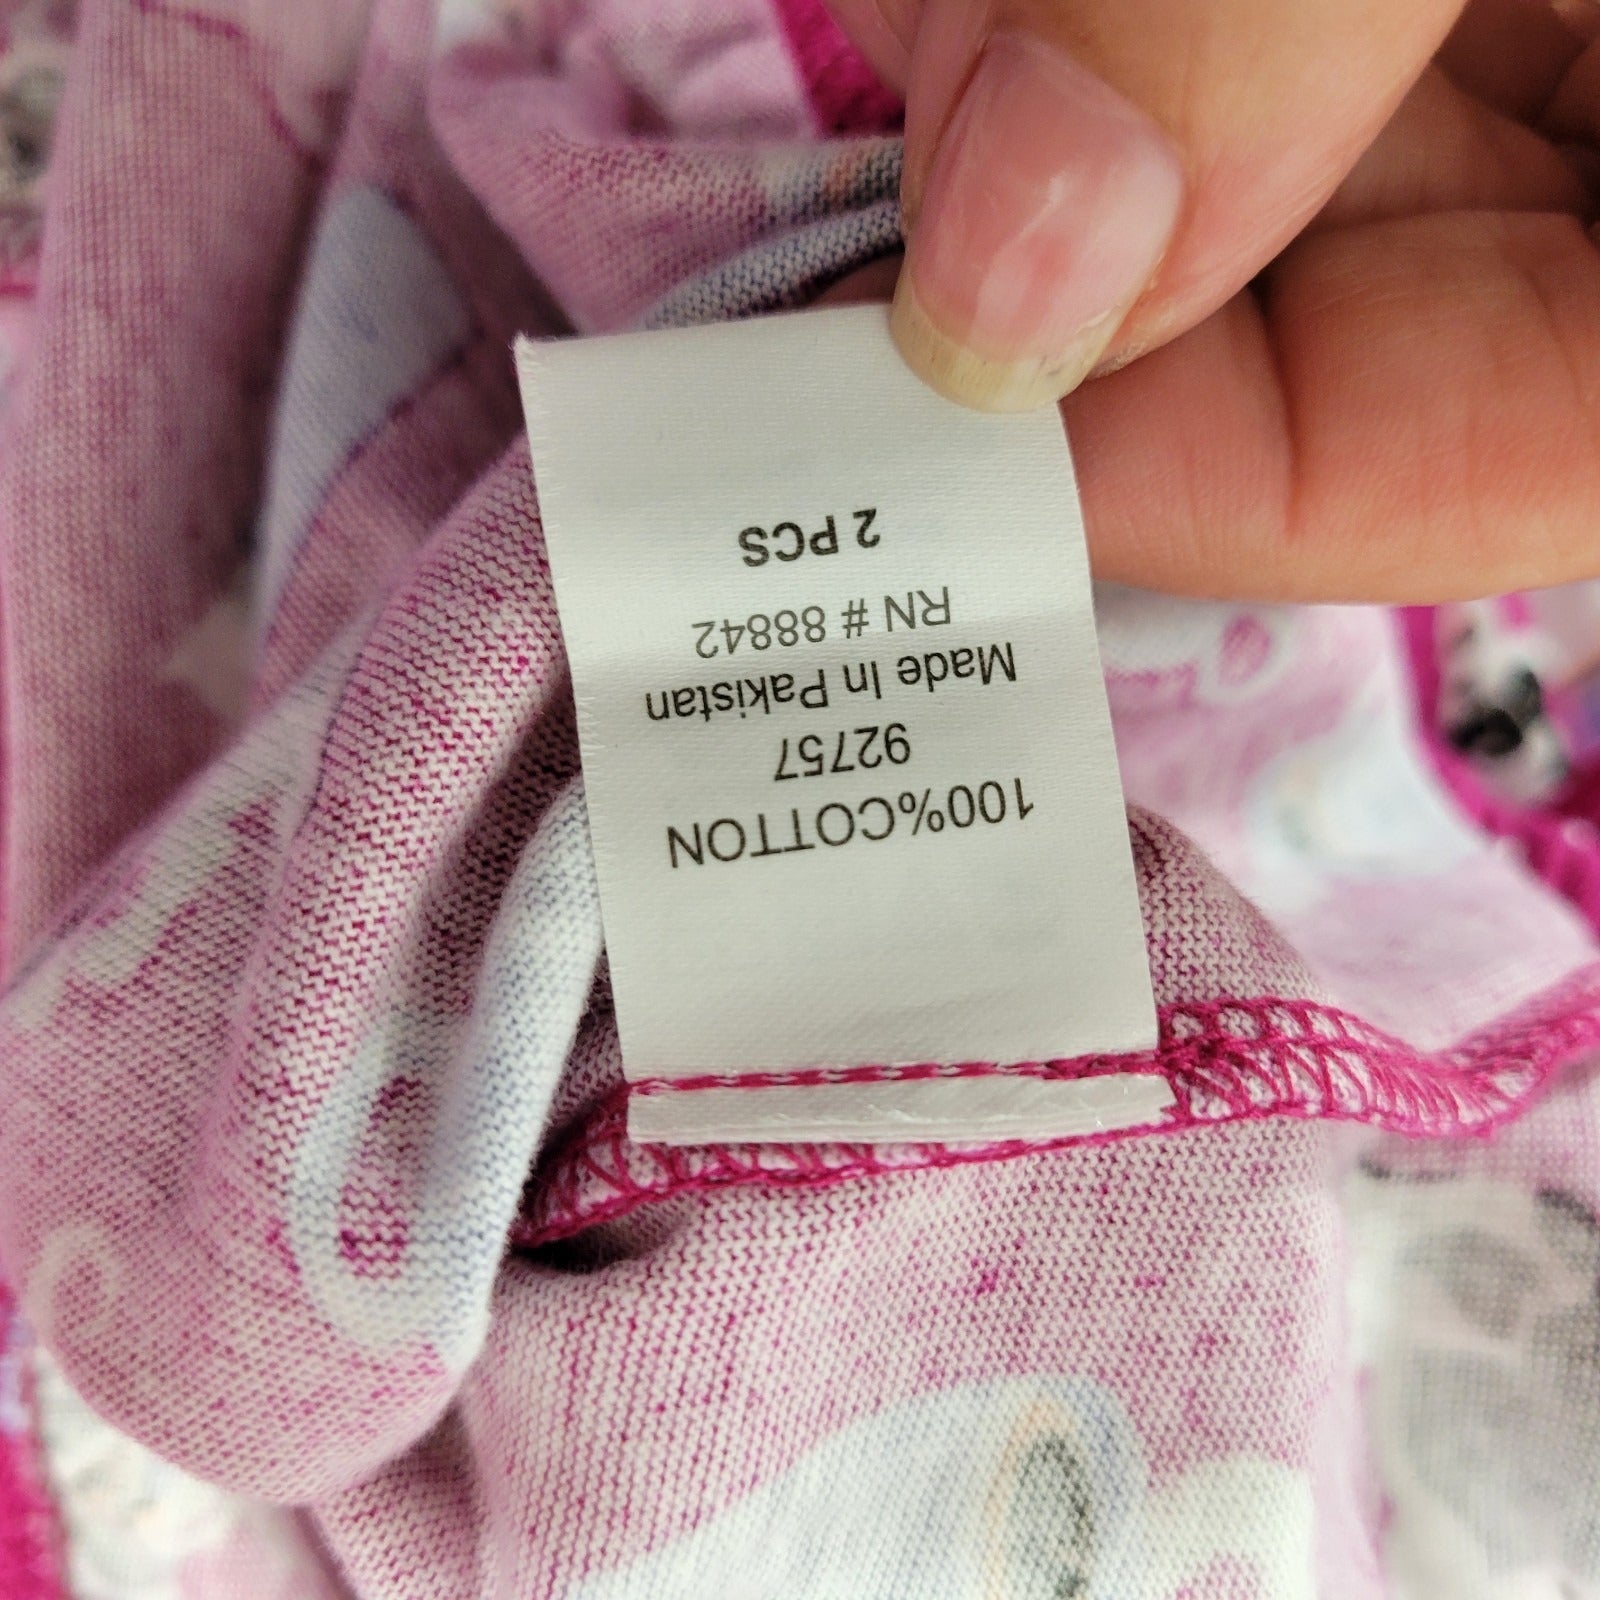 100%COTTON
92757
Made In Pakistan
RN # 88842
2 PCS